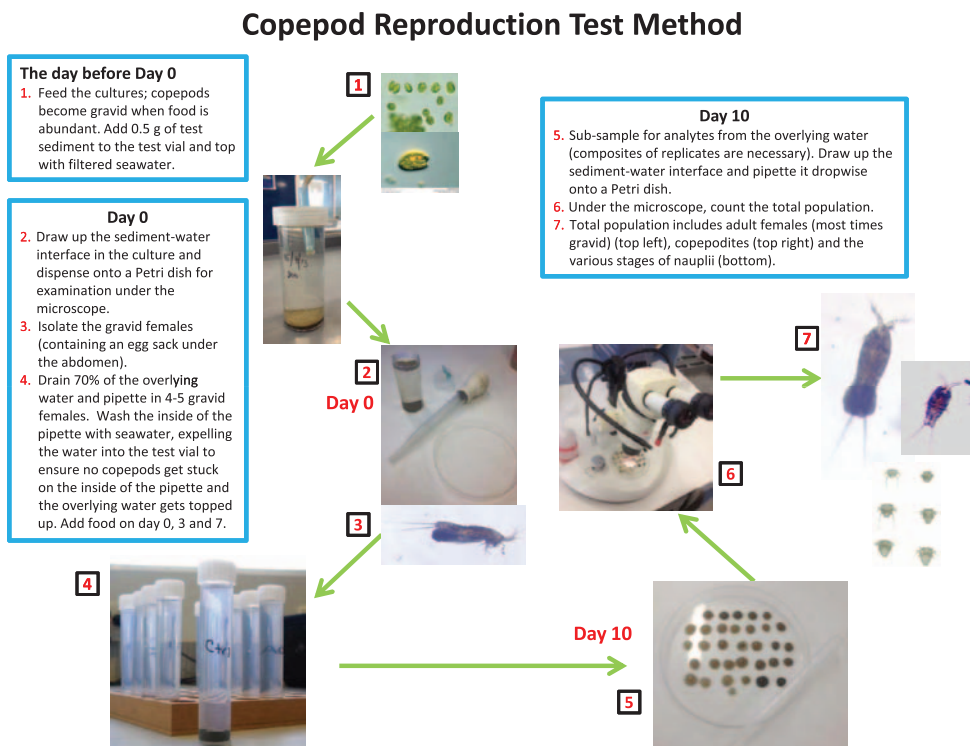 Copepod Reproduction Test Method
The day before Day 0
1. Feed the cultures; copepods
become gravid when food is
abundant. Add 0.5 g of test
sediment to the test vial and top
with filtered seawater.
Day 0
2. Draw up the sediment-water
interface in the culture and
dispense onto a Petri dish for
examination under the
microscope.
3. Isolate the gravid females
(containing an egg sack under
the abdomen).
4. Drain 70% of the overlying
water and pipette in 4-5 gravid
females. Wash the inside of the
pipette with seawater, expelling
the water into the test vial to
ensure no copepods get stuck
on the inside of the pipette and
the overlying water gets topped
up. Add food on day 0, 3 and 7.
1
Day 10
5. Sub-sample for analytes from the overlying water
(composites of replicates are necessary). Draw up the
sediment-water interface and pipette it dropwise
onto a Petri dish.
6. Under the microscope, count the total population.
7. Total population includes adult females (most times
gravid) (top left), copepodites (top right) and the
various stages of nauplii (bottom).
2
Day 0
3
4
Day 10
5
6
7